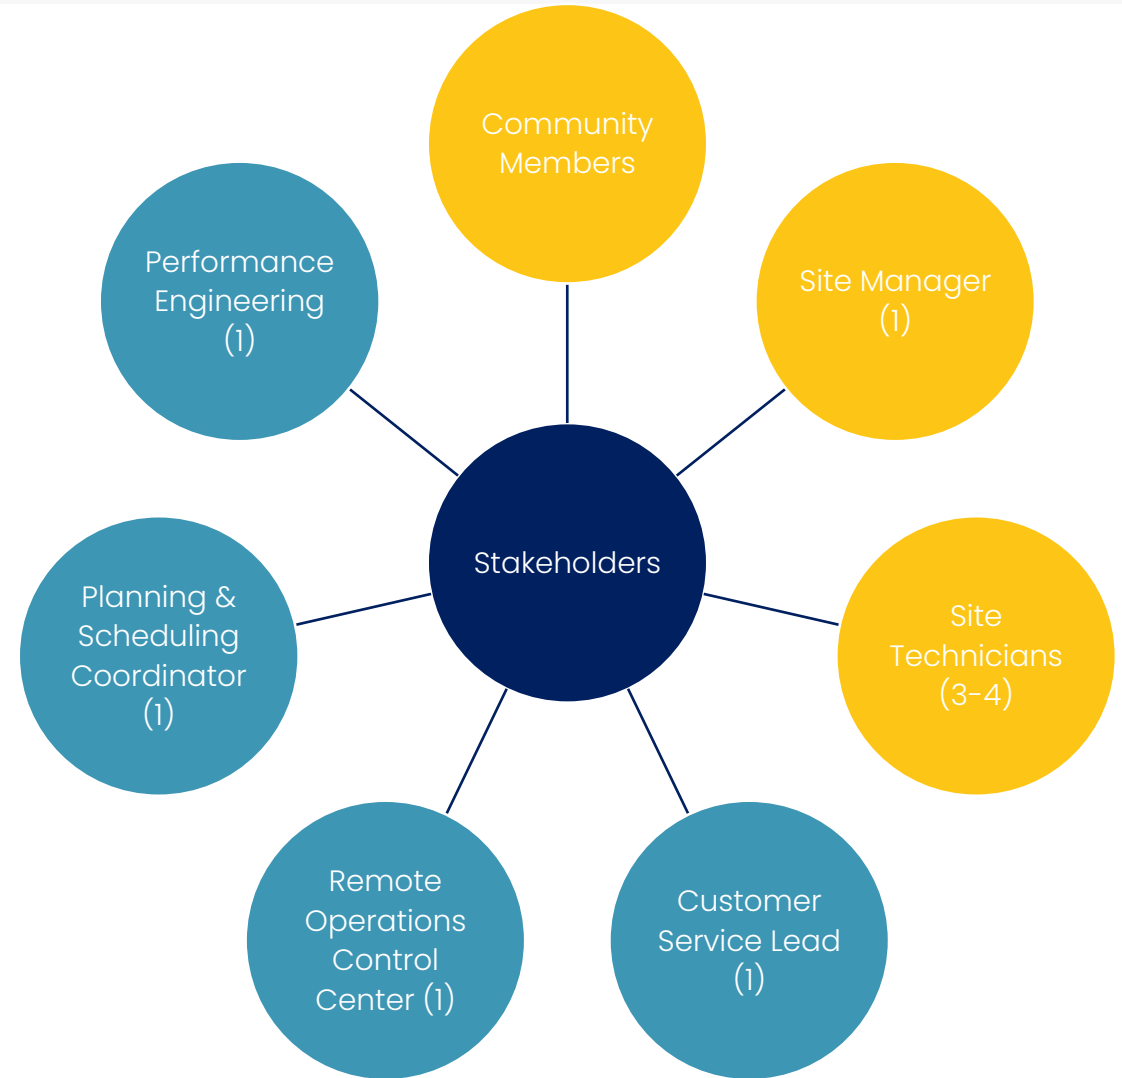 Community
Members
Performance
Engineering
(1)
Site Manager
(1)
Stakeholders
Planning &
Scheduling
Coordinator
(1)
Site
Technicians
(3-4)
Remote
Operations
Control
Center (1)
Customer
Service Lead
(1)